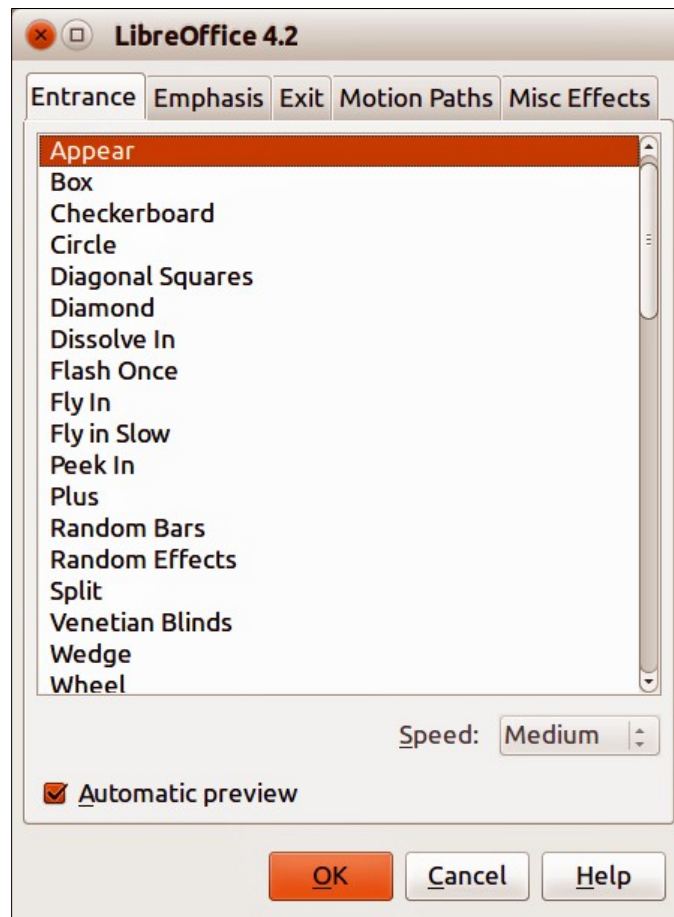 LibreOffice 4.2
Entrance Emphasis Exit Motion Paths Misc Effects
Appear
Box
Checkerboard
Circle
Diagonal Squares
Diamond
Dissolve In
Flash Once
Fly In
Fly in Slow
Peek In
Plus
Random Bars
Random Effects
Split
Venetian Blinds
Wedge
Wheel
Speed: Medium
Automatic preview
OK Cancel Help